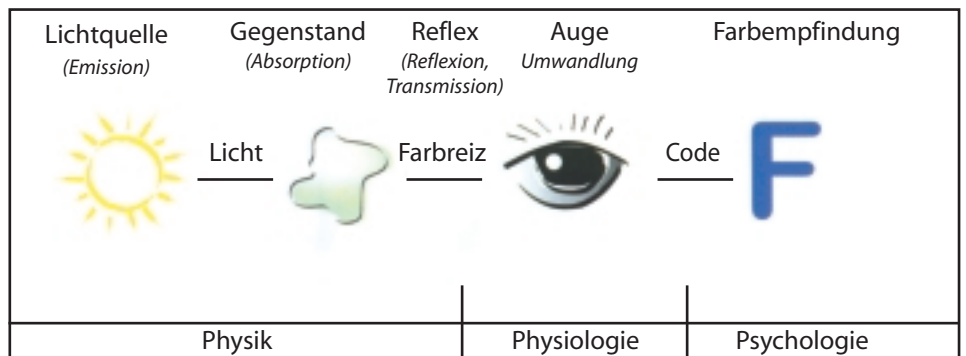 Lichtquelle
(Emission)
Gegenstand
(Absorption)
Reflex
(Reflexion,
Transmission)
Auge
Umwandlung
Farbempfindung
Licht
Farbreiz
Code
F
Physik
Physiologie
Psychologie